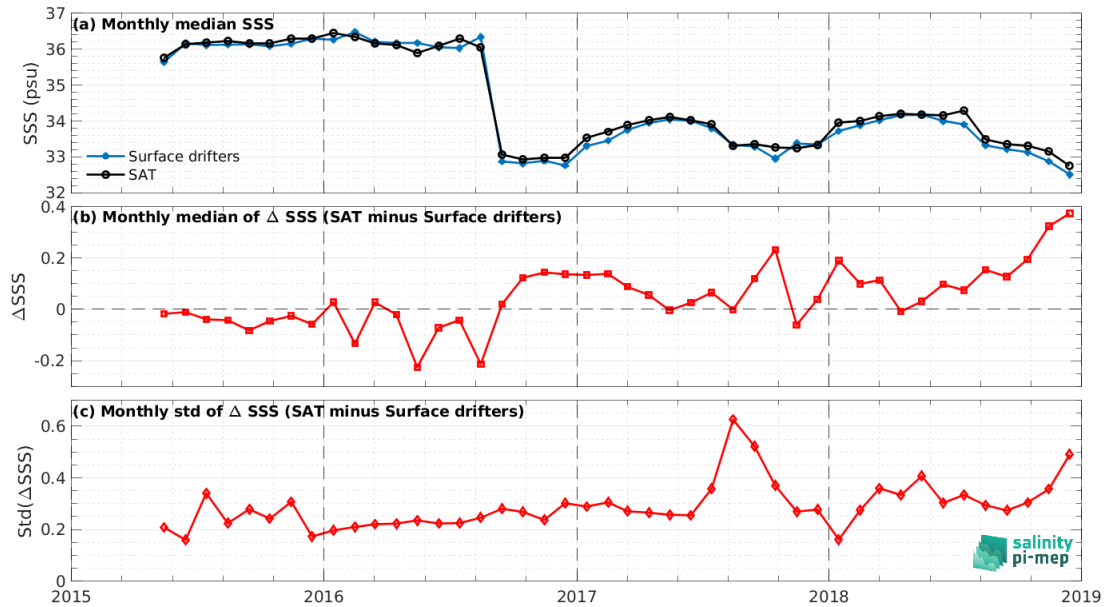 (a) Monthly median SSS
37
36
35
34
33
32
SSS (psu)
Surface drifters
SAT
(b) Monthly median of Δ SSS (SAT minus Surface drifters)
0.4
0.2
0
-0.2
ΔSSS
(c) Monthly std of Δ SSS (SAT minus Surface drifters)
0.6
0.4
0.2
0
Std(ΔSSS)
salinity
pi-mep
2015
2016
2017
2018
2019